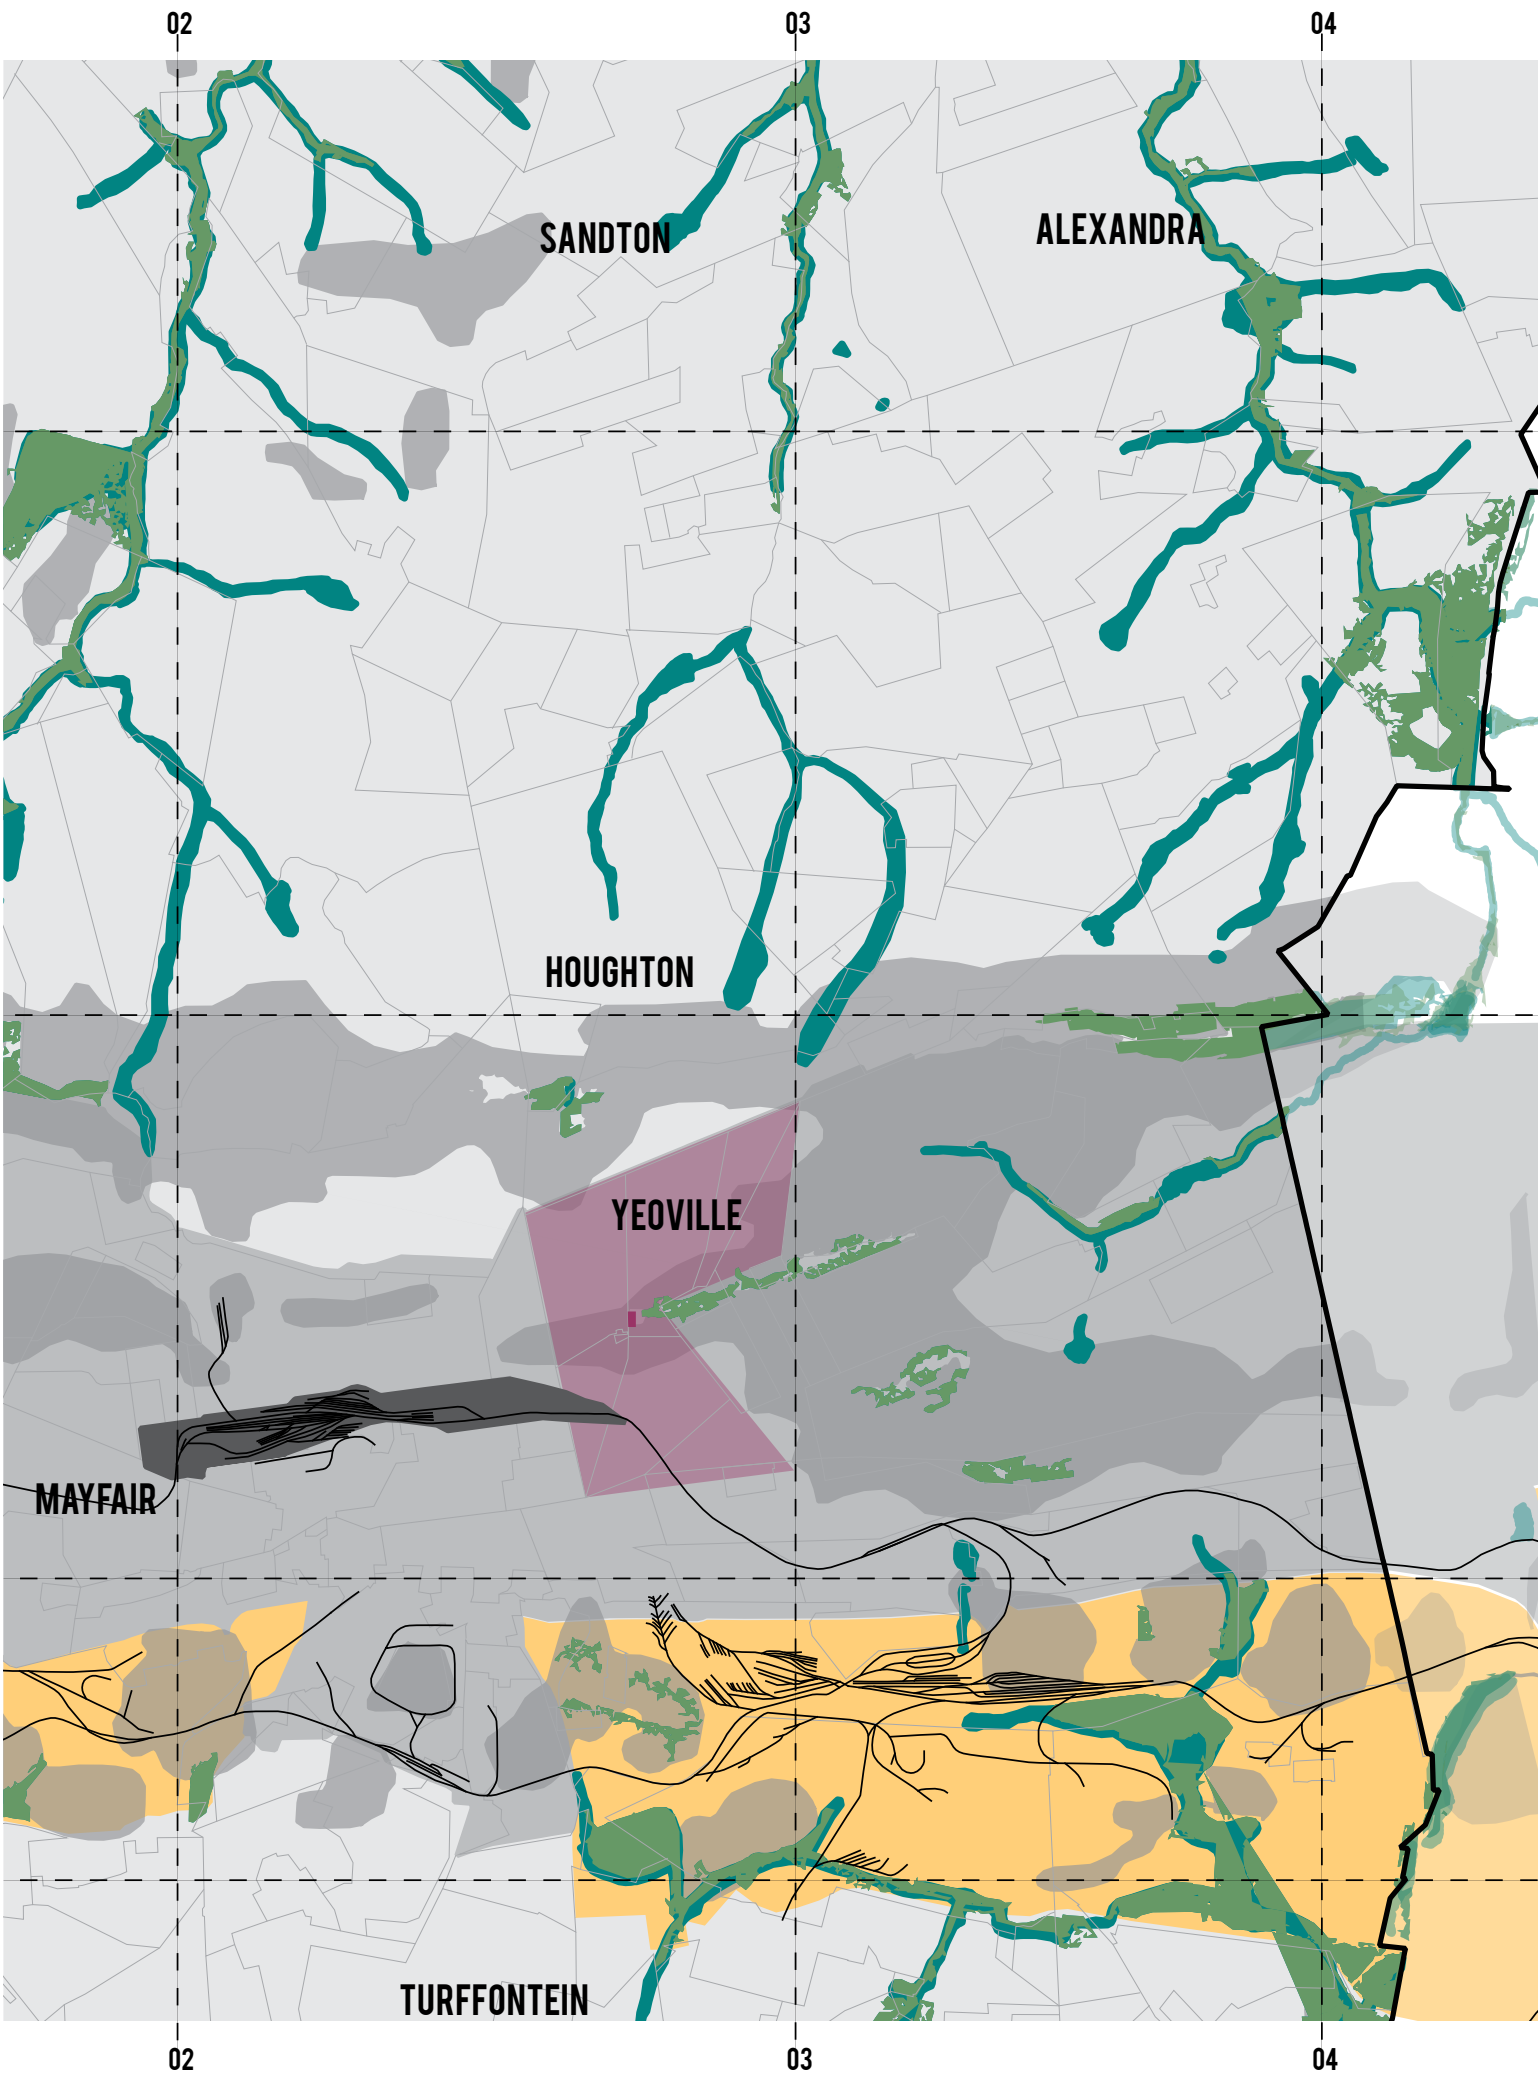 02 03 04
SANDTON
ALEXANDRA
HOUGHTON
YEOVILLE
MAYFAIR
TURFFONTEIN
02 03 04